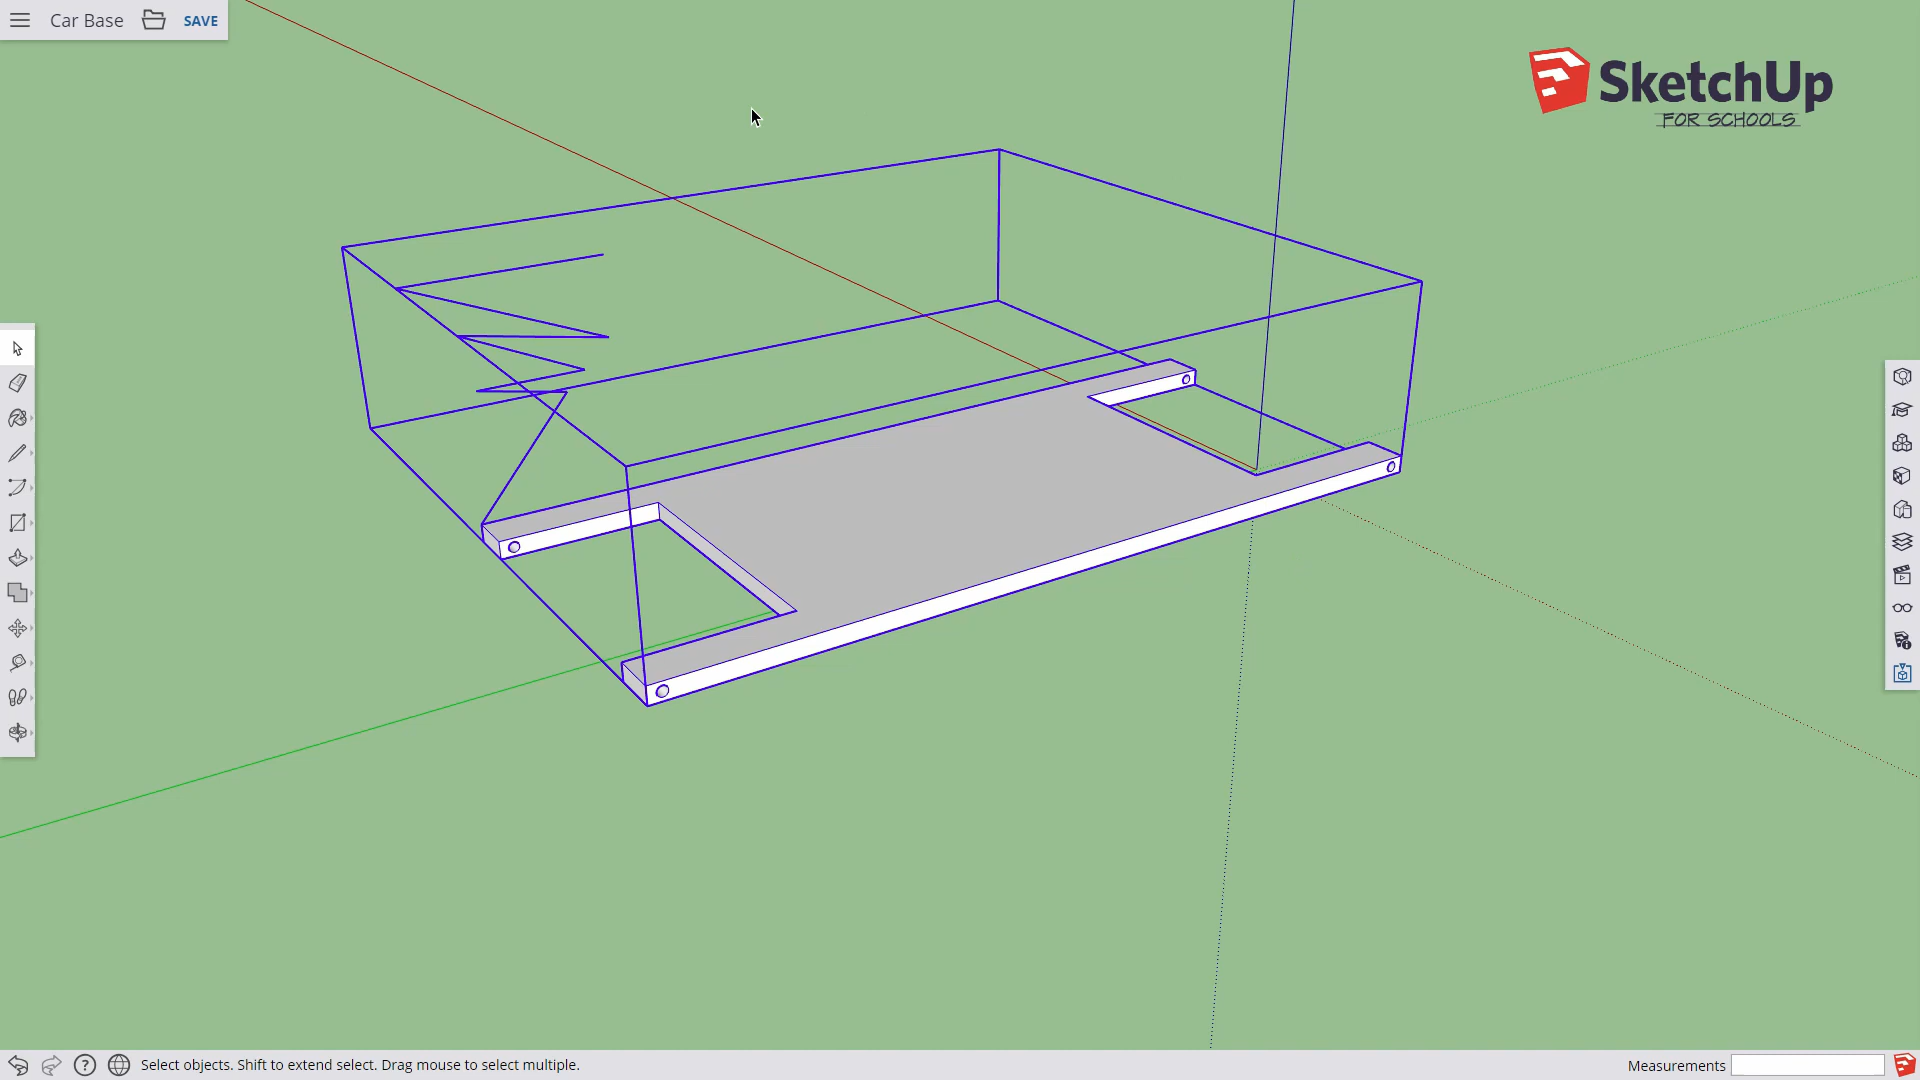 Car Base SAVE
SketchUp
FOR SCHOOLS
Select objects. Shift to extend select. Drag mouse to select multiple.
Measurements